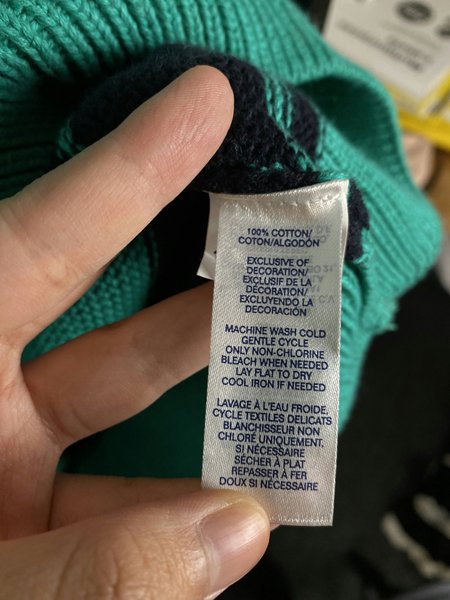 100% COTTON/
COTON/ALGODÓN
EXCLUSIVE OF
DECORATION/
EXCLUSIF DE LA
DÉCORATION/
EXCLUYENDO LA
DECORACIÓN
MACHINE WASH COLD
GENTLE CYCLE
ONLY NON-CHLORINE
BLEACH WHEN NEEDED
LAY FLAT TO DRY
COOL IRON IF NEEDED
LAVAGE À L'EAU FROIDE.
CYCLE TEXTILES DELICATS
BLANCHISSEUR NON
CHLORÉ UNIQUEMENT.
SI NÉCESSAIRE
SÉCHER À PLAT
REPASSER À FER
DOUX SI NÉCESSAIRE